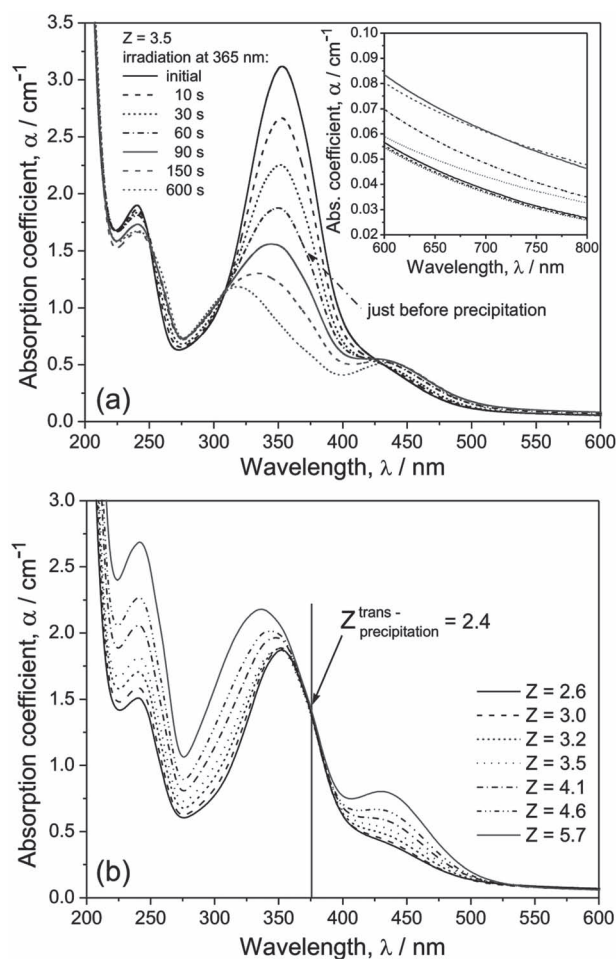 Z = 3.5
irradiation at 365 nm:
initial
10 s
30 s
60 s
90 s
150 s
600 s
just before precipitation
Absorption coefficient, α / cm⁻¹
3.5
3.0
2.5
2.0
1.5
1.0
0.5
0.0
200 250 300 350 400 450 500 550 600
Wavelength, λ / nm
(a)
Abs. coefficient, α / cm⁻¹
0.10
0.09
0.08
0.07
0.06
0.05
0.04
0.03
0.02
600 650 700 750 800
Wavelength, λ / nm
Absorption coefficient, α / cm⁻¹
3.0
2.5
2.0
1.5
1.0
0.5
0.0
Z trans - precipitation = 2.4
Z = 2.6
Z = 3.0
Z = 3.2
Z = 3.5
Z = 4.1
Z = 4.6
Z = 5.7
(b)
200 250 300 350 400 450 500 550 600
Wavelength, λ / nm